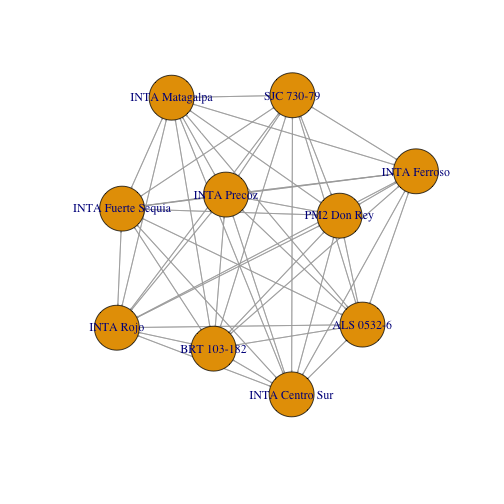 INTA Matagalpa
SJC 730-79
INTA Ferroso
INTA Precoz
INTA Fuerte Sequia
PM2 Don Rey
INTA Rojo
ALS 0532-6
BRT 103-182
INTA Centro Sur